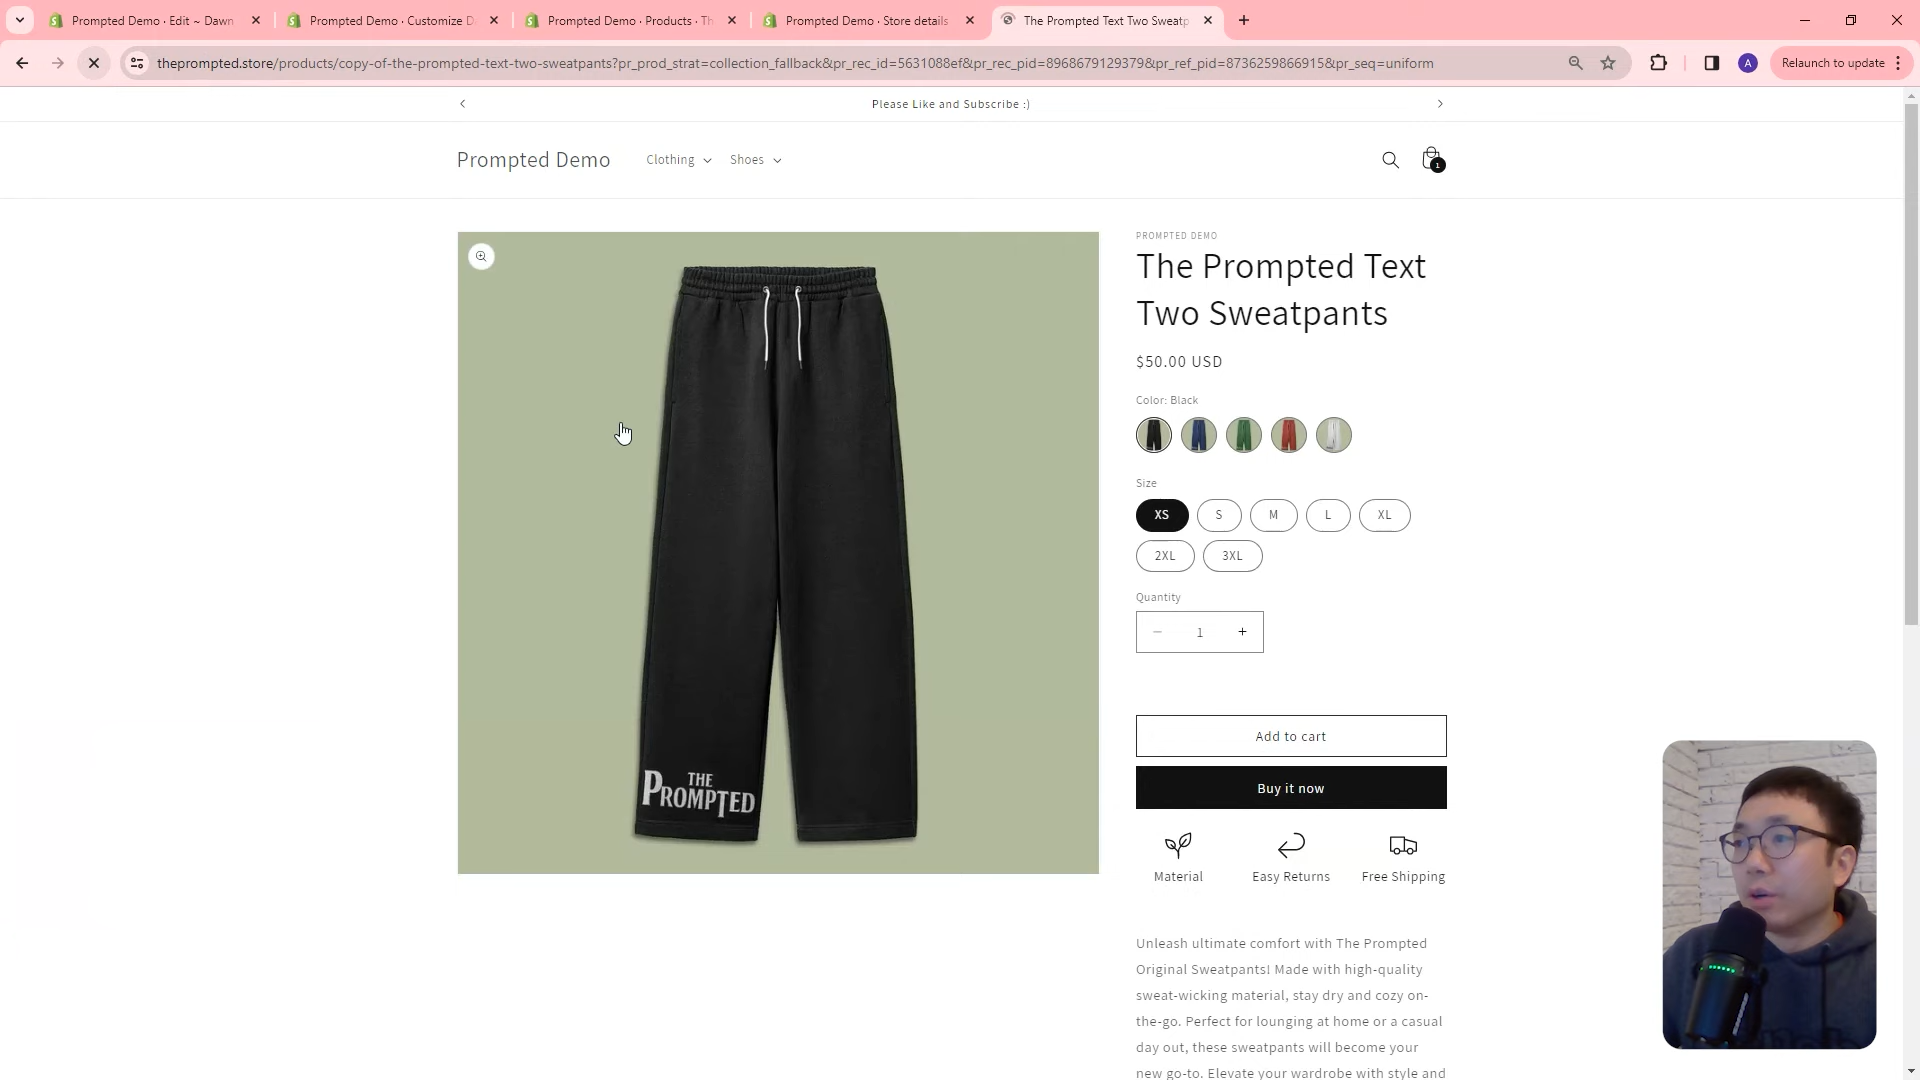 Prompted Demo · Edit ~ Dawn
Prompted Demo · Customize D
Prompted Demo · Products · Th
Prompted Demo · Store details
The Prompted Text Two Sweatp
theprompted.store/products/copy-of-the-prompted-text-two-sweatpants?pr_prod_strat=collection_fallback&pr_rec_id=5631088ef&pr_rec_pid=8968679129379&pr_ref_pid=8736259866915&pr_seq=uniform
A
Relaunch to update
Please Like and Subscribe :)
Prompted Demo
Clothing
Shoes
1
PROMPTED DEMO
The Prompted Text
Two Sweatpants
$50.00 USD
Color: Black
Size
XS
S
M
L
XL
2XL
3XL
Quantity
1
Add to cart
Buy it now
THE
PROMPTED
Material
Easy Returns
Free Shipping
Unleash ultimate comfort with The Prompted
Original Sweatpants! Made with high-quality
sweat-wicking material, stay dry and cozy on-
the-go. Perfect for lounging at home or a casual
day out, these sweatpants will become your
new go-to. Elevate your wardrobe with style and